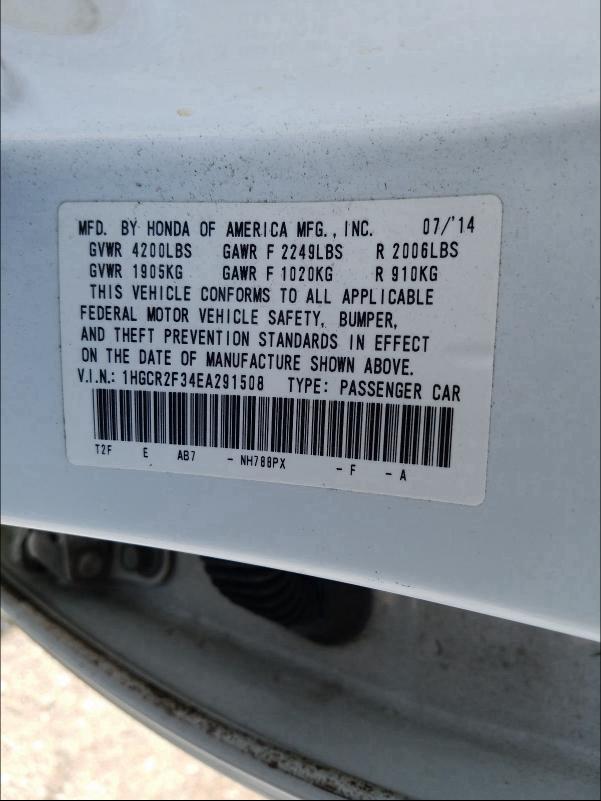 MFD. BY HONDA OF AMERICA MFG., INC. 07/'14
GVWR 4200LBS GAWR F 2249LBS R 2006LBS
GVWR 1905KG GAWR F 1020KG R 910KG
THIS VEHICLE CONFORMS TO ALL APPLICABLE
FEDERAL MOTOR VEHICLE SAFETY, BUMPER,
AND THEFT PREVENTION STANDARDS IN EFFECT
ON THE DATE OF MANUFACTURE SHOWN ABOVE.
V.I.N.: 1HGCR2F34EA291508 TYPE: PASSENGER CAR
T2F E AB7 - NH788PX - F - A